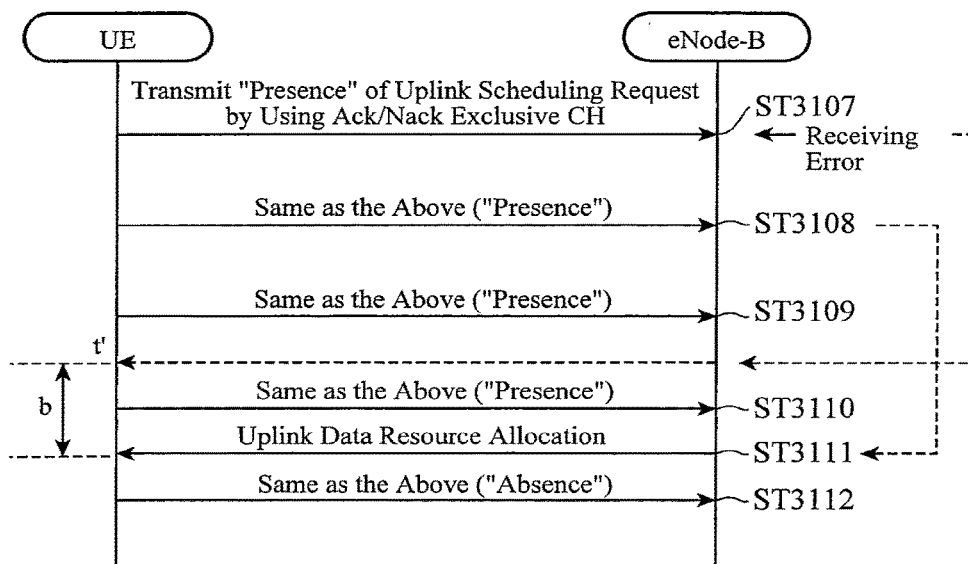 UE
eNode-B
Transmit "Presence" of Uplink Scheduling Request
by Using Ack/Nack Exclusive CH
ST3107
Receiving
Error
Same as the Above ("Presence")
ST3108
Same as the Above ("Presence")
ST3109
t'
b
Same as the Above ("Presence")
ST3110
Uplink Data Resource Allocation
ST3111
Same as the Above ("Absence")
ST3112